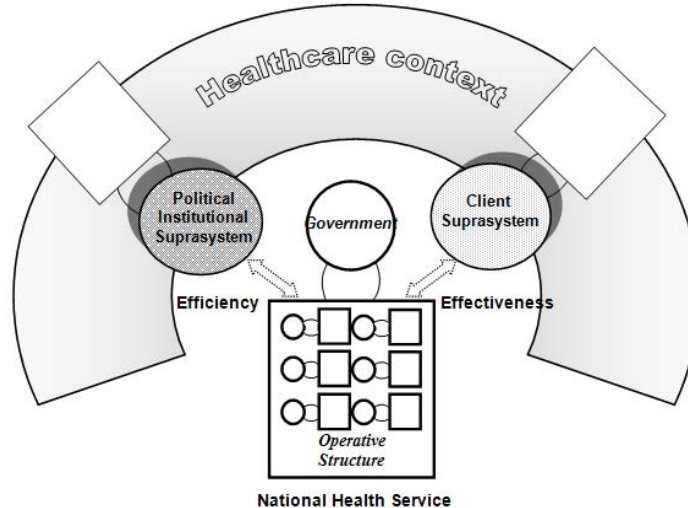 Healthcare context
Political
Institutional
Suprasystem
Government
Client
Suprasystem
Efficiency
Effectiveness
Operative
Structure
National Health Service